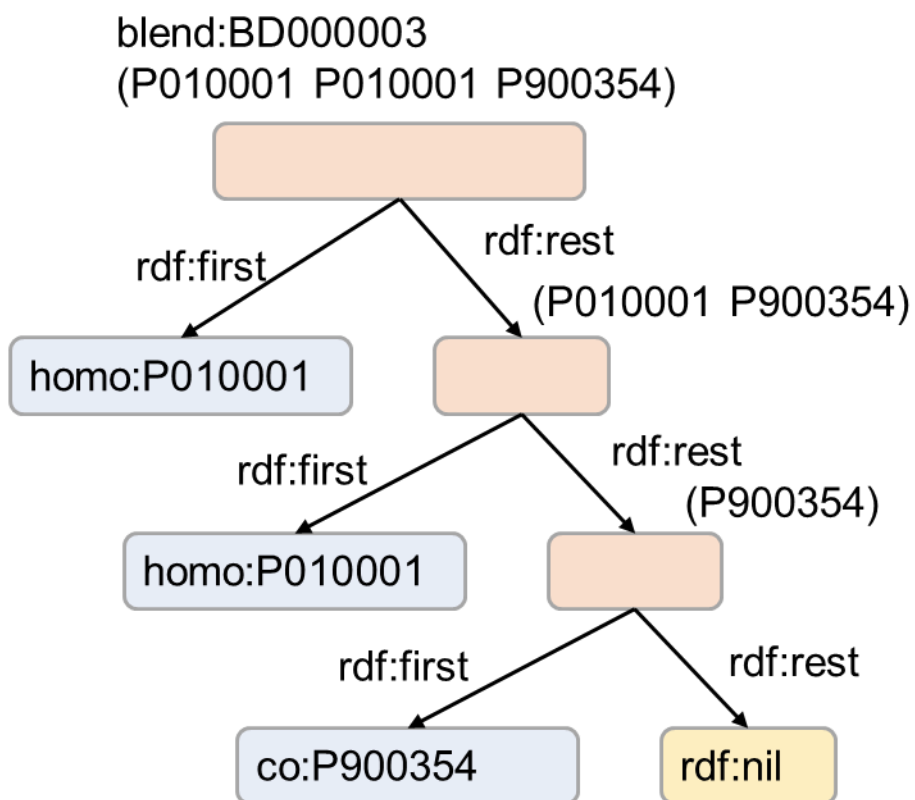 blend:BD000003
(P010001 P010001 P900354)
rdf:first
rdf:rest
(P010001 P900354)
homo:P010001
rdf:first
rdf:rest
(P900354)
homo:P010001
rdf:first
rdf:rest
co:P900354
rdf:nil